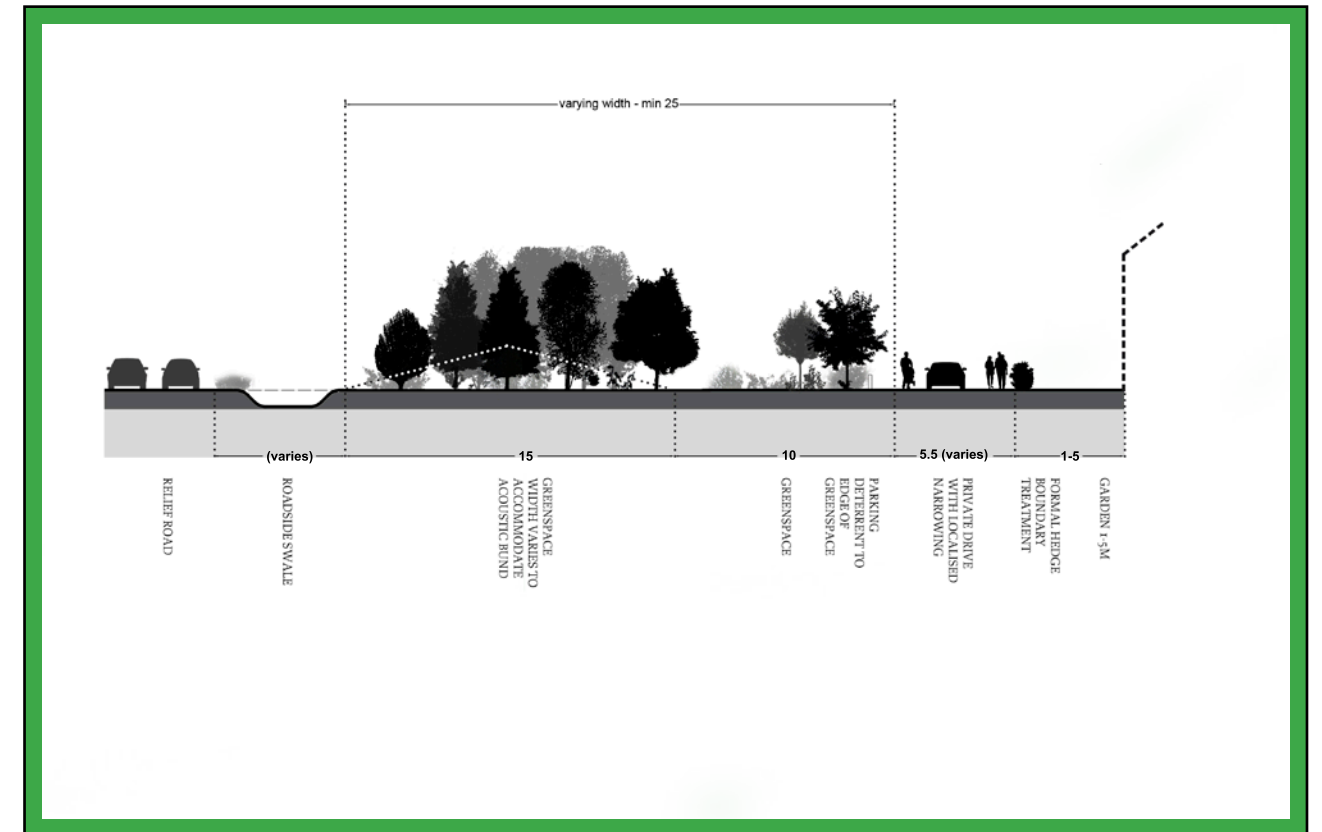 varying width - min 25
(varies)
15
10
5.5 (varies)
1-5
RELIEF ROAD
ROADSIDE SWALE
GREENSPACE
WIDTH VARIES TO
ACCOMMODATE
ACOUSTIC BUND
GREENSPACE
PARKING
DETERRENT TO
EDGE OF
GREENSPACE
PRIVATE DRIVE
WITH LOCALISED
NARROWING
FORMAL HEDGE
BOUNDARY
TREATMENT
GARDEN 1-5M